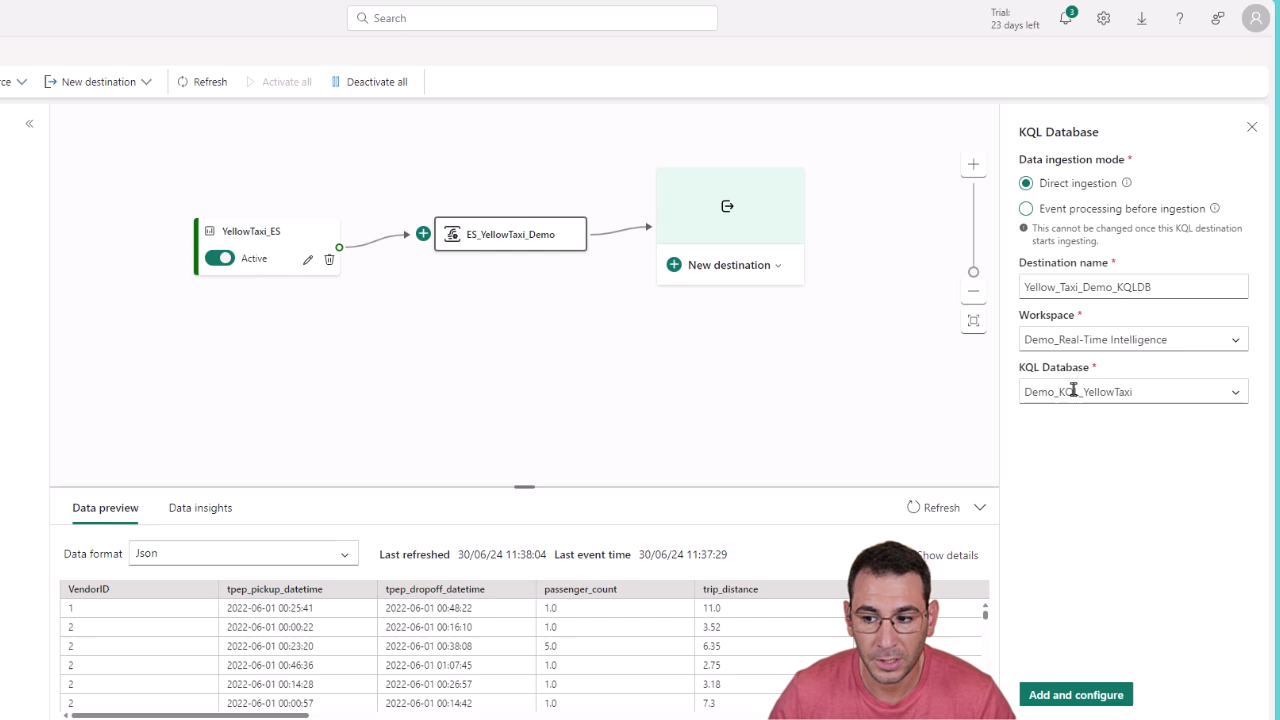 Search
Trial:
23 days left
3
rce
New destination
Refresh
Activate all
Deactivate all
YellowTaxi_ES
Active
ES_YellowTaxi_Demo
New destination
KQL Database
Data ingestion mode *
Direct ingestion
Event processing before ingestion
This cannot be changed once this KQL destination
starts ingesting.
Destination name *
Yellow_Taxi_Demo_KQLDB
Workspace *
Demo_Real-Time Intelligence
KQL Database *
Demo_KQL_YellowTaxi
Add and configure
Data preview
Data insights
Refresh
Data format
Json
Last refreshed 30/06/24 11:38:04 Last event time 30/06/24 11:37:29
Show details
VendorID tpep_pickup_datetime tpep_dropoff_datetime passenger_count trip_distance
1 2022-06-01 00:25:41 2022-06-01 00:48:22 1.0 11.0
2 2022-06-01 00:00:22 2022-06-01 00:16:10 1.0 3.52
2 2022-06-01 00:23:20 2022-06-01 00:38:08 5.0 6.35
2 2022-06-01 00:46:36 2022-06-01 01:07:45 1.0 2.75
2 2022-06-01 00:14:28 2022-06-01 00:26:57 1.0 3.18
2 2022-06-01 00:00:57 2022-06-01 00:14:42 1.0 7.3